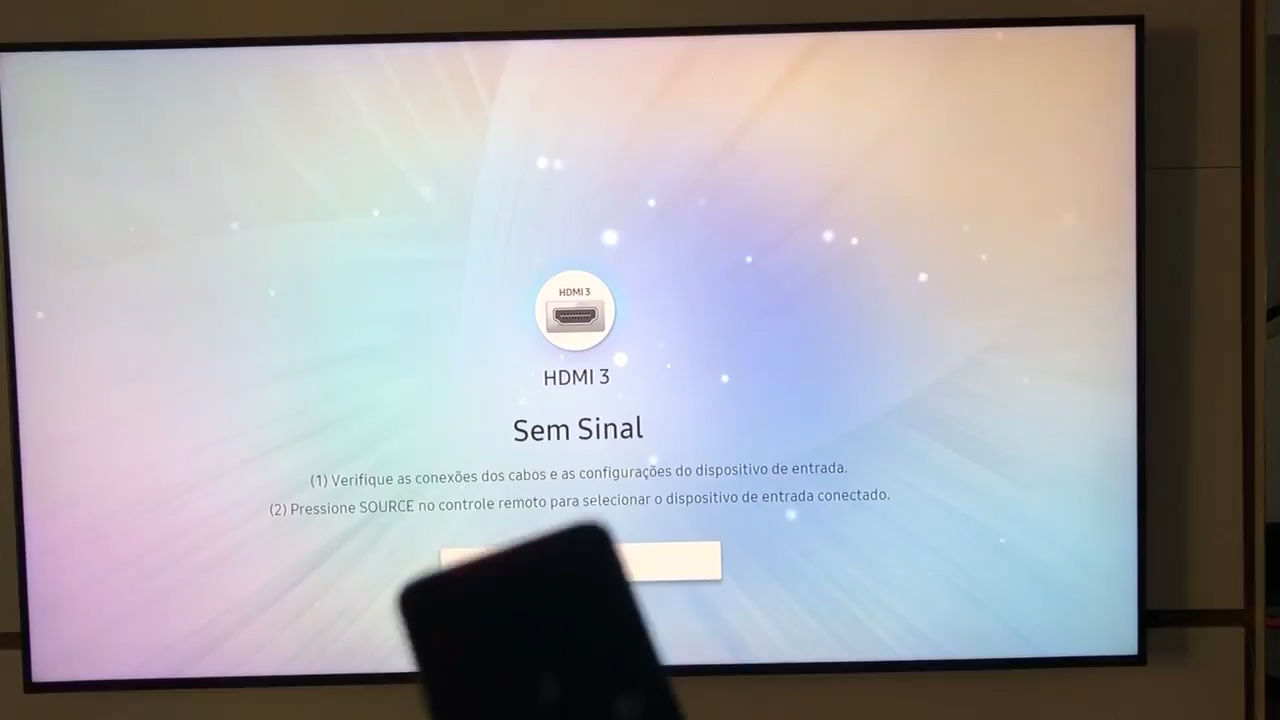 HDMI 3
HDMI 3
Sem Sinal
(1) Verifique as conexões dos cabos e as configurações do dispositivo de entrada.
(2) Pressione SOURCE no controle remoto para selecionar o dispositivo de entrada conectado.